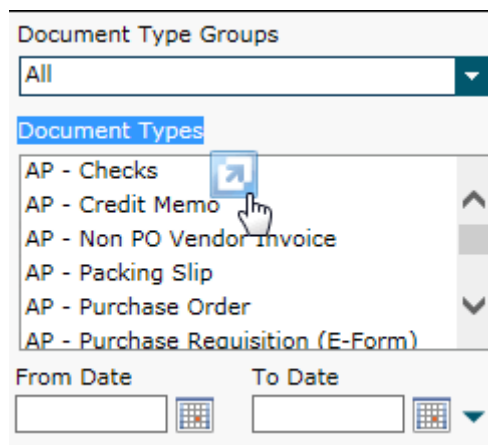 Document Type Groups
All
Document Types
AP - Checks
AP - Credit Memo
AP - Non PO Vendor Invoice
AP - Packing Slip
AP - Purchase Order
AP - Purchase Requisition (E-Form)
From Date To Date